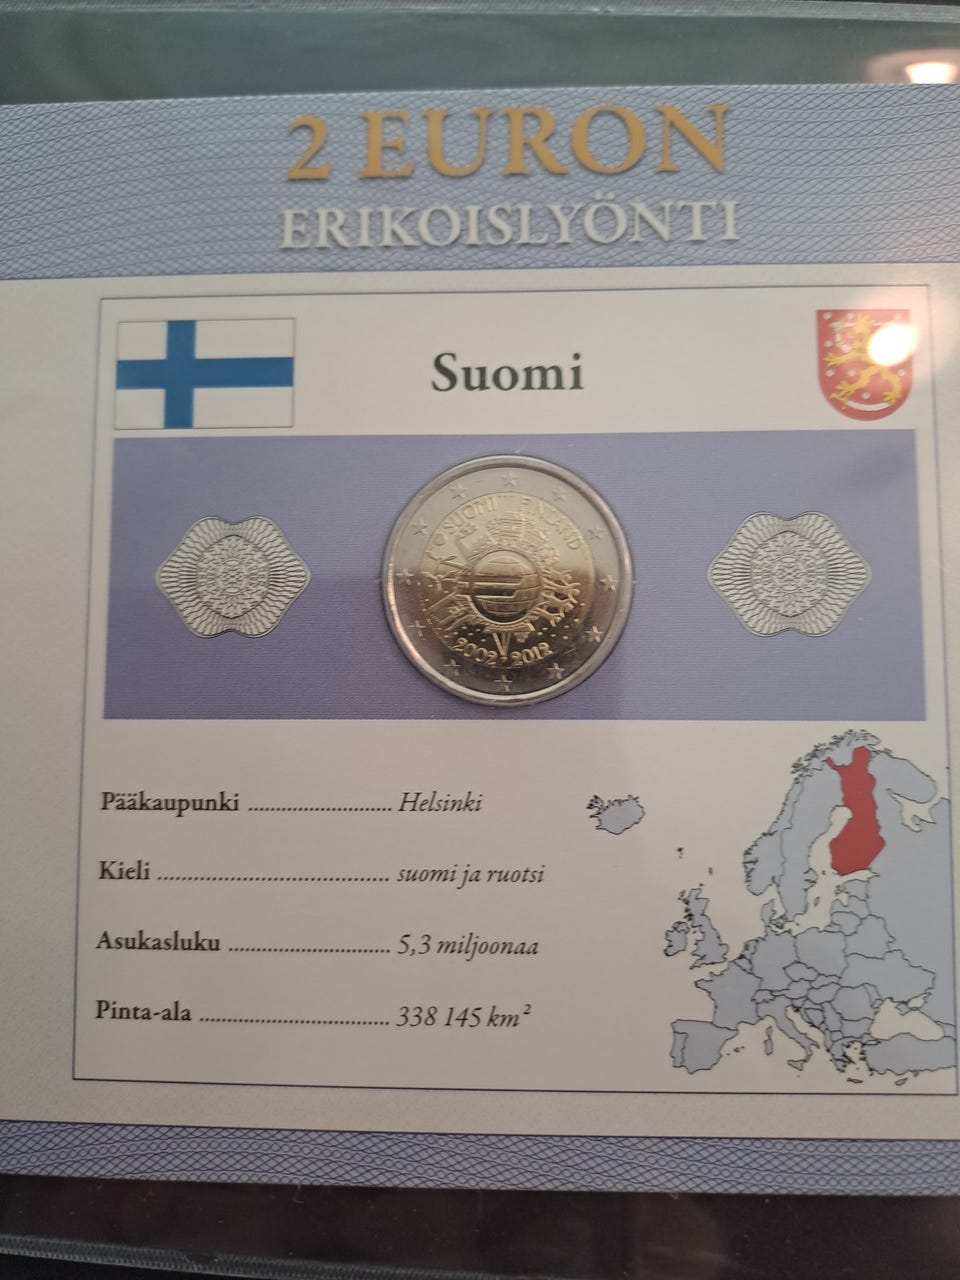 2 EURON
ERIKOISLYÖNTI
Suomi
SUOMI FINLAND
2002 - 2012
Pääkaupunki ........................ Helsinki
Kieli ....................................... suomi ja ruotsi
Asukasluku ........................... 5,3 miljoonaa
Pinta-ala ................................ 338 145 km²